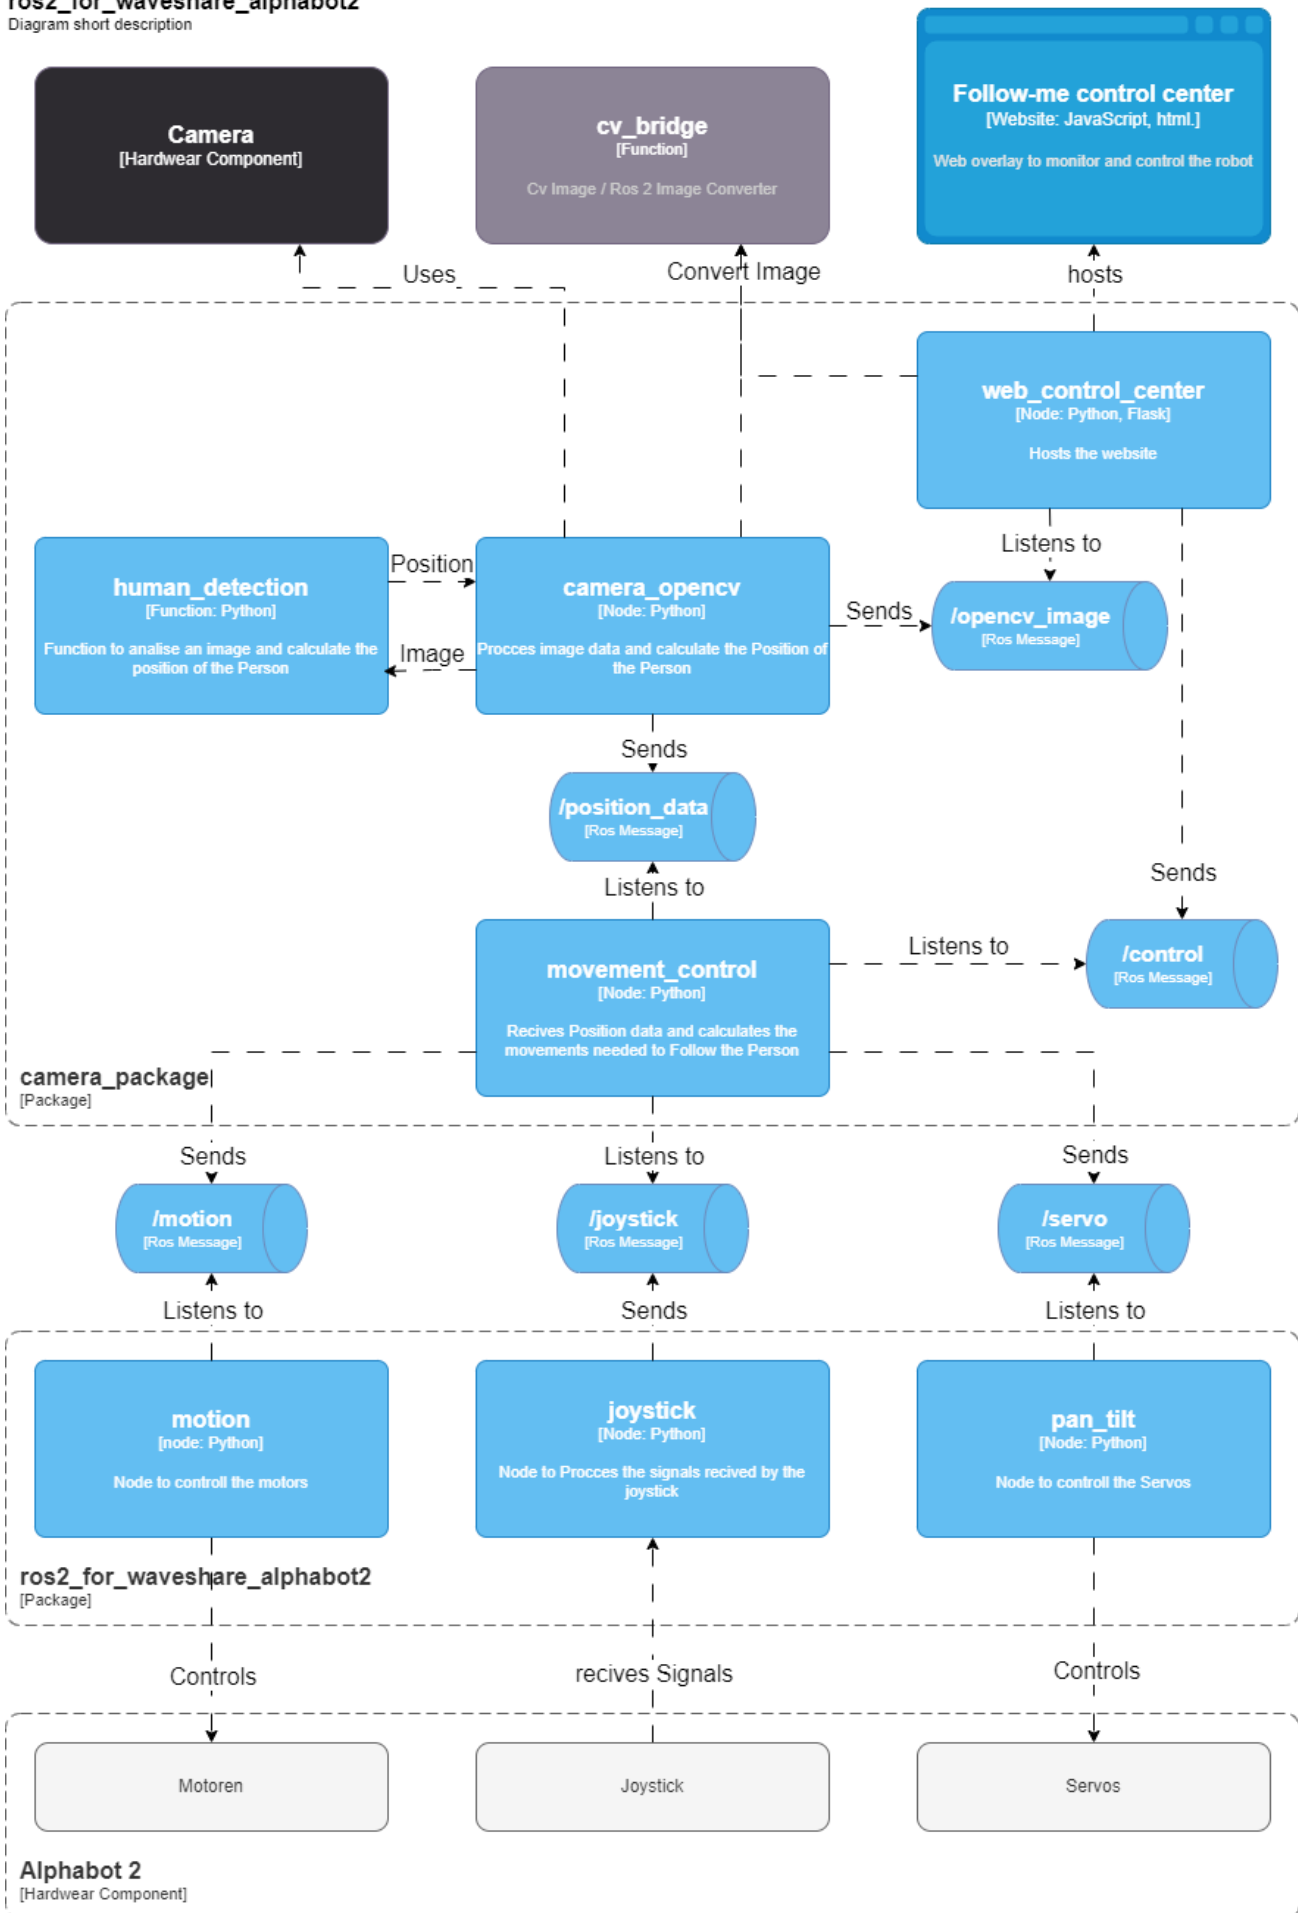 ros2_for_waveshare_alphabot2
Diagram short description
Camera
[Hardwear Component]
cv_bridge
[Function]
Cv Image / Ros 2 Image Converter
Follow-me control center
[Website: JavaScript, html.]
Web overlay to monitor and control the robot
Uses
Convert Image
hosts
web_control_center
[Node: Python, Flask]
Hosts the website
Listens to
human_detection
[Function: Python]
Function to analise an image and calculate the
position of the Person
Position
Image
camera_opencv
[Node: Python]
Procces image data and calculate the Position of
the Person
Sends
/opencv_image
[Ros Message]
Sends
/position_data
[Ros Message]
Listens to
Sends
movement_control
[Node: Python]
Recives Position data and calculates the
movements needed to Follow the Person
Listens to
/control
[Ros Message]
camera_package
[Package]
Sends
Listens to
Sends
/motion
[Ros Message]
/joystick
[Ros Message]
/servo
[Ros Message]
Listens to
Sends
Listens to
motion
[node: Python]
Node to controll the motors
joystick
[Node: Python]
Node to Procces the signals recived by the
joystick
pan_tilt
[Node: Python]
Node to controll the Servos
ros2_for_waveshare_alphabot2
[Package]
Controls
recives Signals
Controls
Motoren
Joystick
Servos
Alphabot 2
[Hardwear Component]